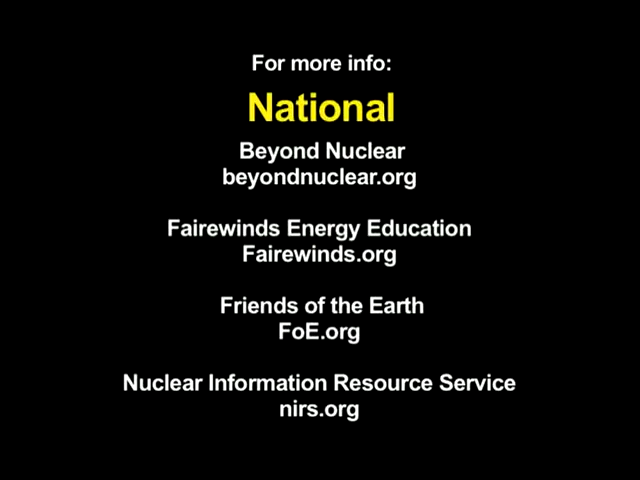 For more info:
National
Beyond Nuclear
beyondnuclear.org
Fairewinds Energy Education
Fairewinds.org
Friends of the Earth
FoE.org
Nuclear Information Resource Service
nirs.org